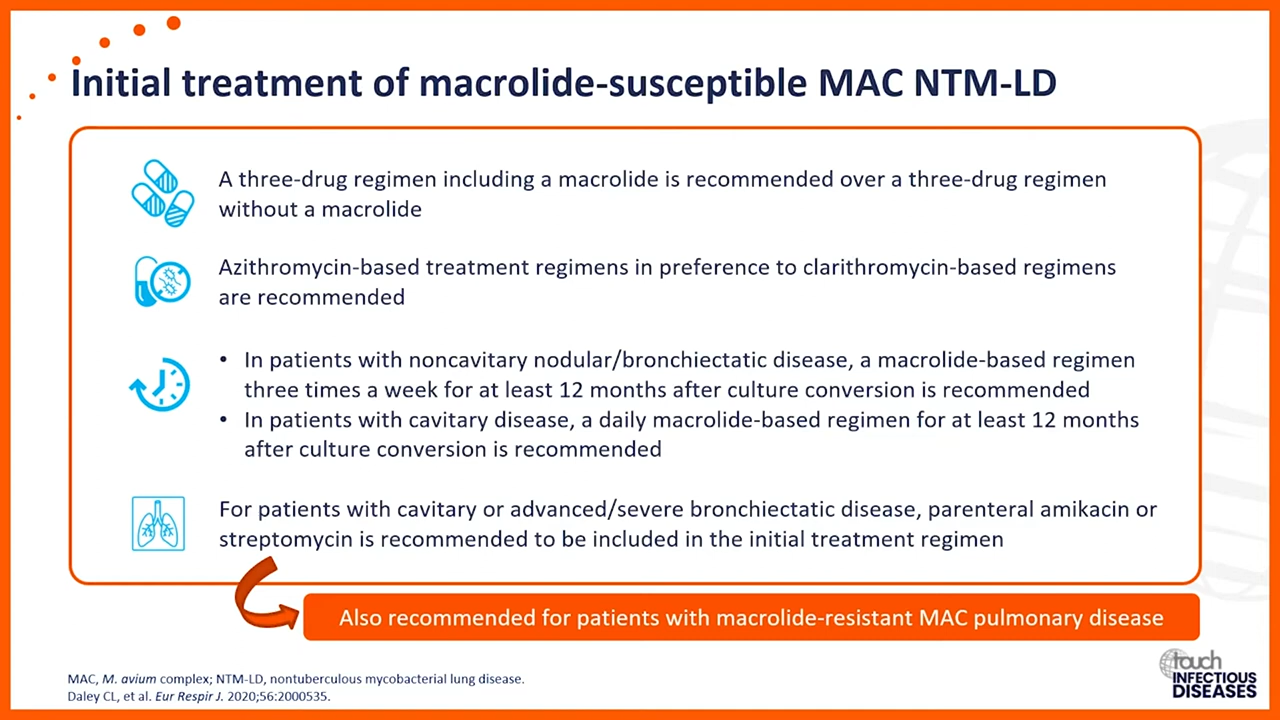 Initial treatment of macrolide-susceptible MAC NTM-LD
A three-drug regimen including a macrolide is recommended over a three-drug regimen
without a macrolide
Azithromycin-based treatment regimens in preference to clarithromycin-based regimens
are recommended
• In patients with noncavitary nodular/bronchiectatic disease, a macrolide-based regimen
three times a week for at least 12 months after culture conversion is recommended
• In patients with cavitary disease, a daily macrolide-based regimen for at least 12 months
after culture conversion is recommended
For patients with cavitary or advanced/severe bronchiectatic disease, parenteral amikacin or
streptomycin is recommended to be included in the initial treatment regimen
Also recommended for patients with macrolide-resistant MAC pulmonary disease
MAC, M. avium complex; NTM-LD, nontuberculous mycobacterial lung disease.
Daley CL, et al. Eur Respir J. 2020;56:2000535.
touch
INFECTIOUS
DISEASES